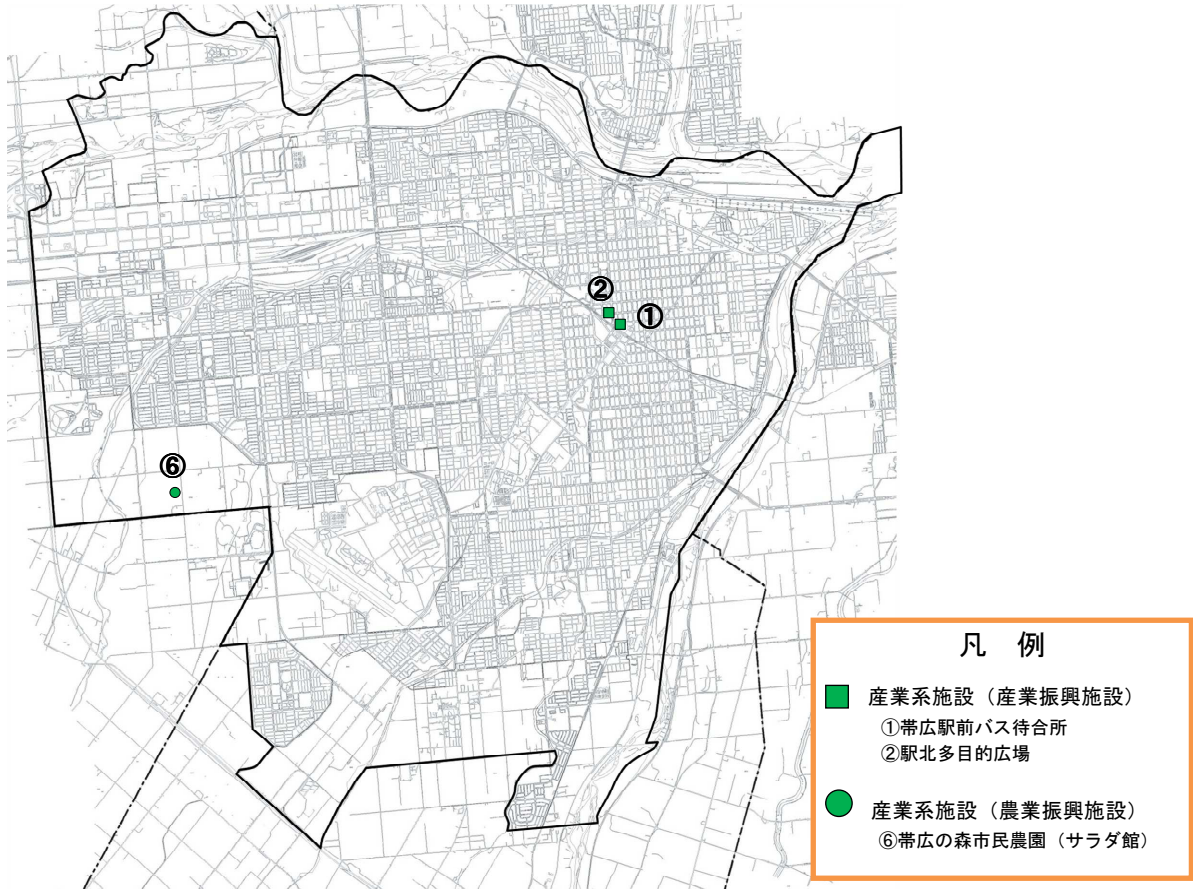 ②
①
⑥
凡 例
産業系施設（産業振興施設）
①帯広駅前バス待合所
②駅北多目的広場
産業系施設（農業振興施設）
⑥帯広の森市民農園（サラダ館）